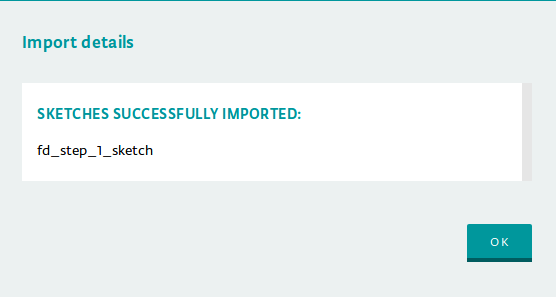 Import details
SKETCHES SUCCESSFULLY IMPORTED:
fd_step_1_sketch
OK